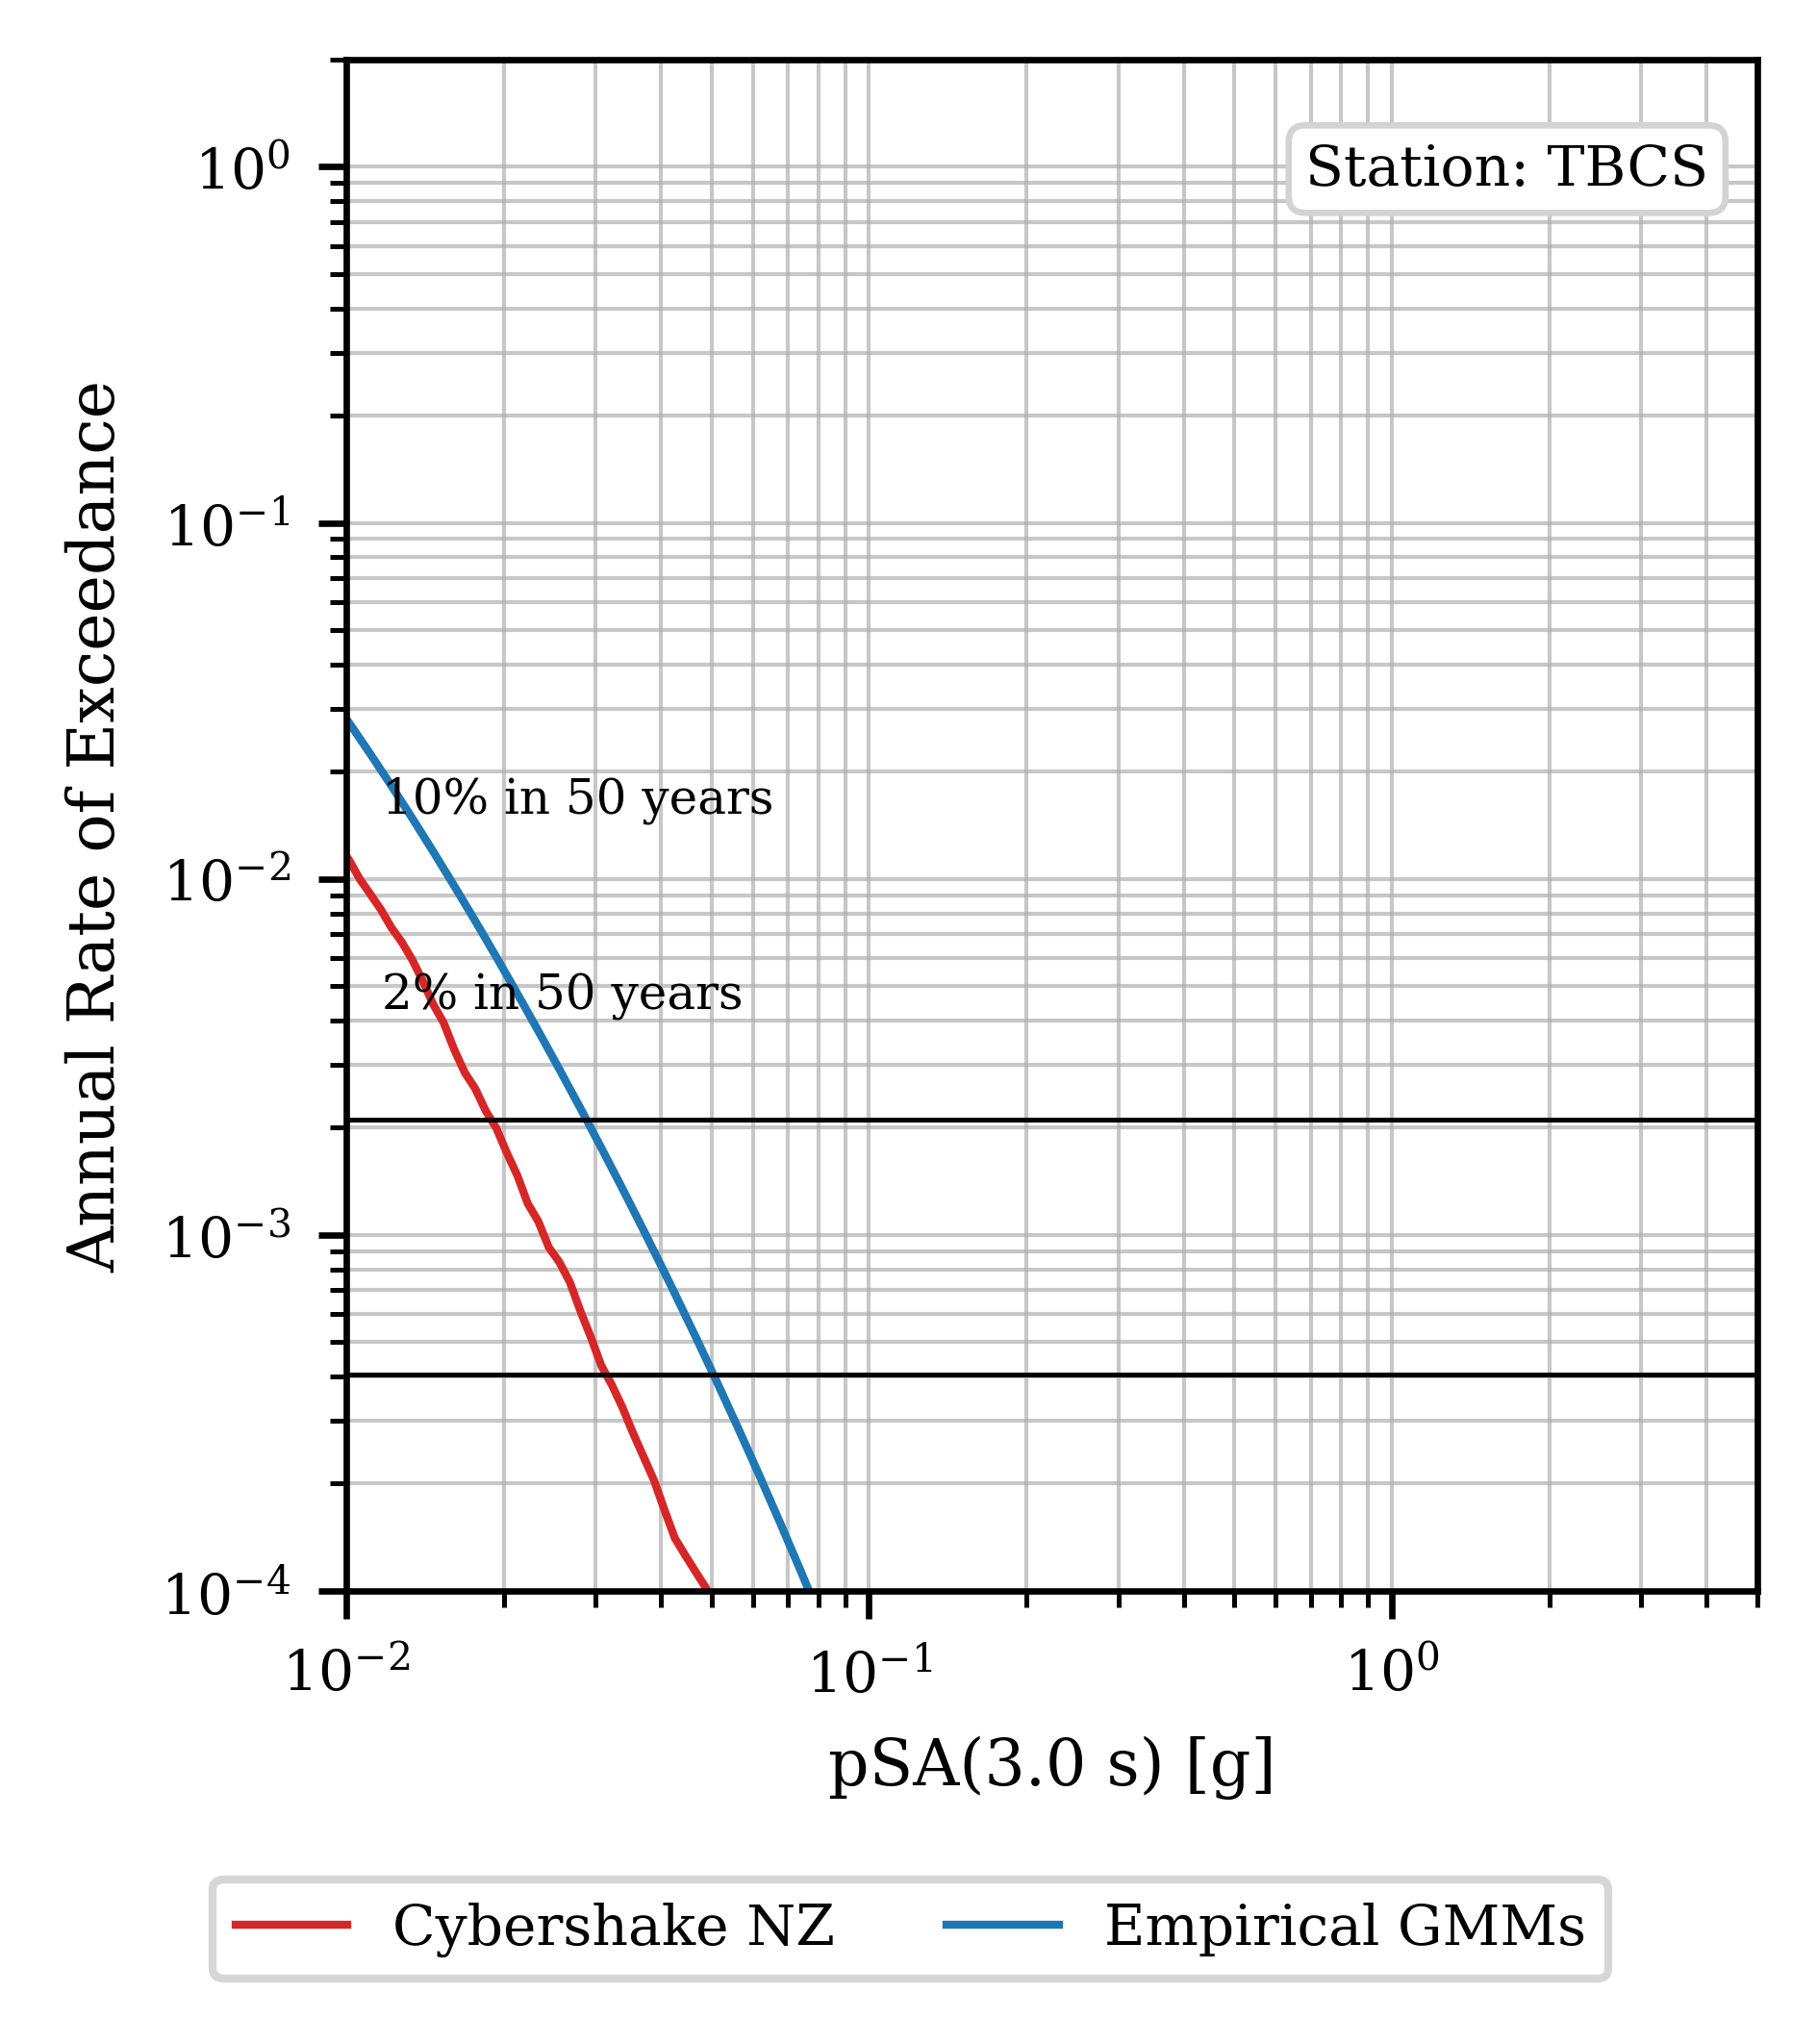 Station: TBCS
Annual Rate of Exceedance
10⁰
10⁻¹
10⁻²
10⁻³
10⁻⁴
10% in 50 years
2% in 50 years
10⁻²
10⁻¹
10⁰
pSA(3.0 s) [g]
Cybershake NZ
Empirical GMMs